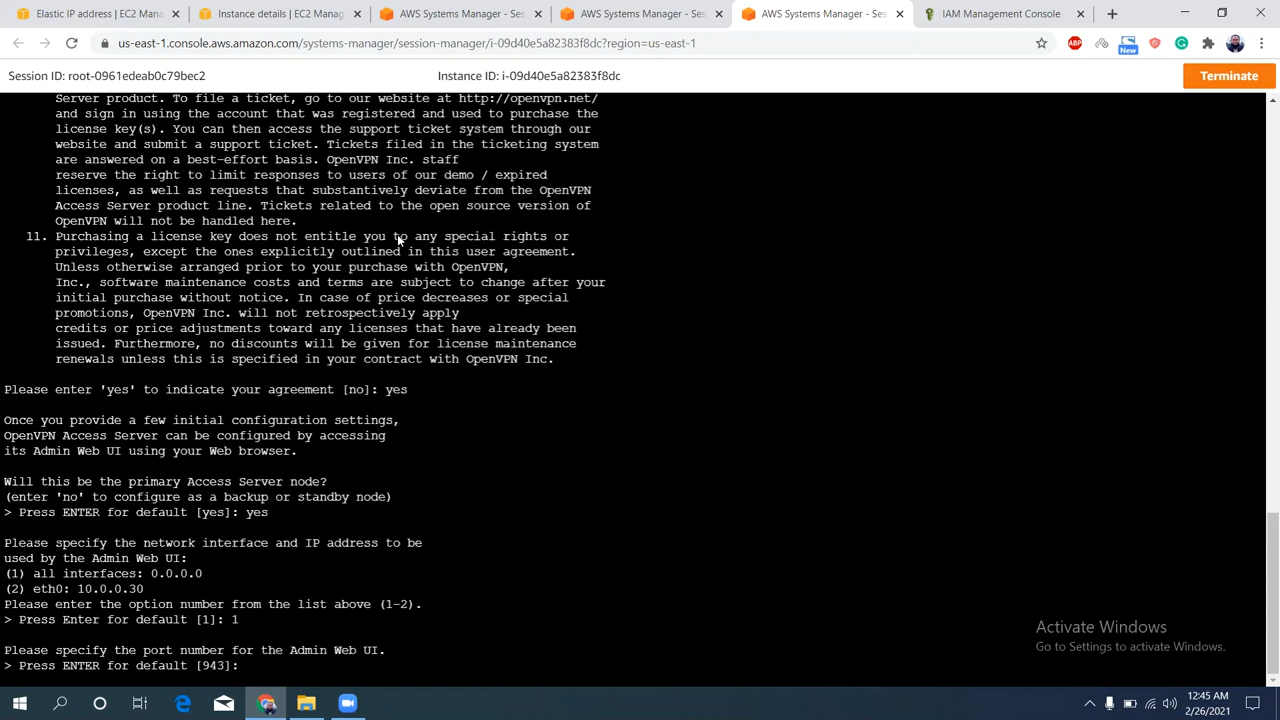 Elastic IP address | EC2 Mana
Instance details | EC2 Manag
AWS Systems Manager - Ses
AWS Systems Manager - Ses
AWS Systems Manager - Ses
IAM Management Console
us-east-1.console.aws.amazon.com/systems-manager/session-manager/i-09d40e5a82383f8dc?region=us-east-1
ABP
New
Session ID: root-0961edeab0c79bec2
Instance ID: i-09d40e5a82383f8dc
Terminate
Server product. To file a ticket, go to our website at http://openvpn.net/
and sign in using the account that was registered and used to purchase the
license key(s). You can then access the support ticket system through our
website and submit a support ticket. Tickets filed in the ticketing system
are answered on a best-effort basis. OpenVPN Inc. staff
reserve the right to limit responses to users of our demo / expired
licenses, as well as requests that substantively deviate from the OpenVPN
Access Server product line. Tickets related to the open source version of
OpenVPN will not be handled here.
11. Purchasing a license key does not entitle you to any special rights or
privileges, except the ones explicitly outlined in this user agreement.
Unless otherwise arranged prior to your purchase with OpenVPN,
Inc., software maintenance costs and terms are subject to change after your
initial purchase without notice. In case of price decreases or special
promotions, OpenVPN Inc. will not retrospectively apply
credits or price adjustments toward any licenses that have already been
issued. Furthermore, no discounts will be given for license maintenance
renewals unless this is specified in your contract with OpenVPN Inc.
Please enter 'yes' to indicate your agreement [no]: yes
Once you provide a few initial configuration settings,
OpenVPN Access Server can be configured by accessing
its Admin Web UI using your Web browser.
Will this be the primary Access Server node?
(enter 'no' to configure as a backup or standby node)
> Press ENTER for default [yes]: yes
Please specify the network interface and IP address to be
used by the Admin Web UI:
(1) all interfaces: 0.0.0.0
(2) eth0: 10.0.0.30
Please enter the option number from the list above (1-2).
> Press Enter for default [1]: 1
Please specify the port number for the Admin Web UI.
> Press ENTER for default [943]:
Activate Windows
Go to Settings to activate Windows.
12:45 AM
2/26/2021